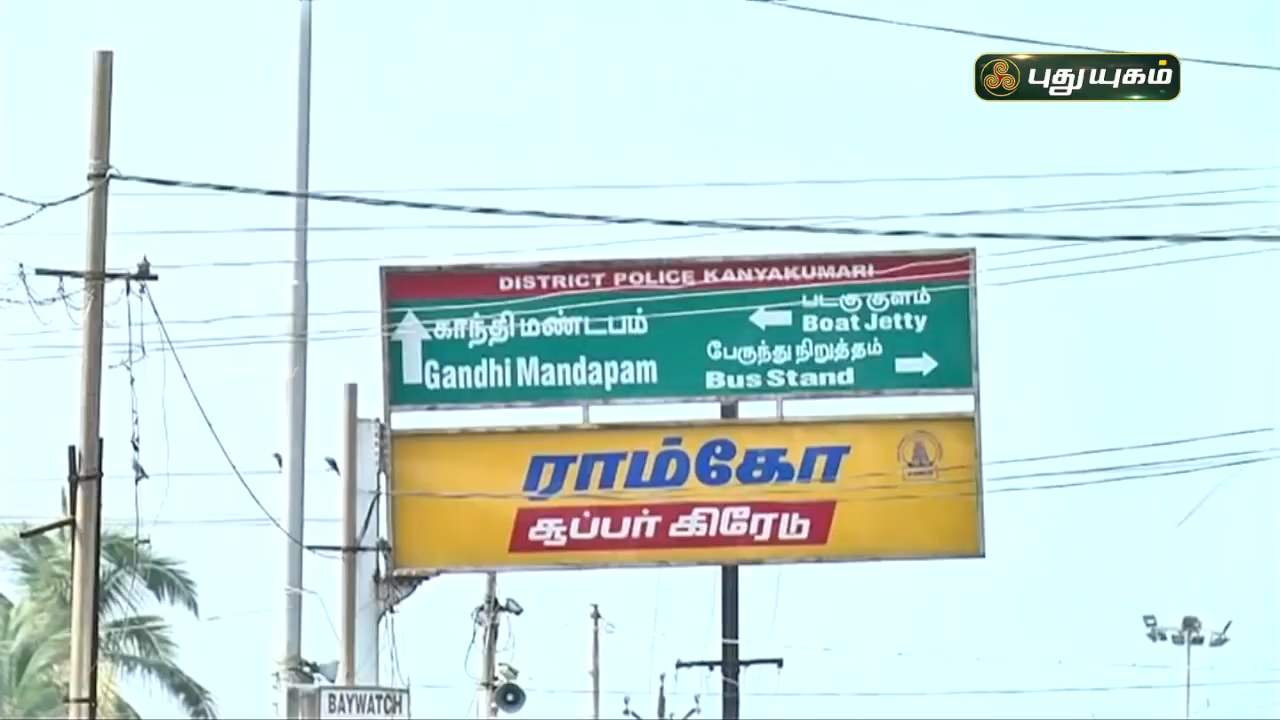 புதுயுகம்
DISTRICT POLICE KANYAKUMARI
காந்தி மண்டபம்
Gandhi Mandapam
படகு குளம்
Boat Jetty
பேருந்து நிறுத்தம்
Bus Stand
ராம்கோ
சூப்பர் கிரேடு
BAYWATCH